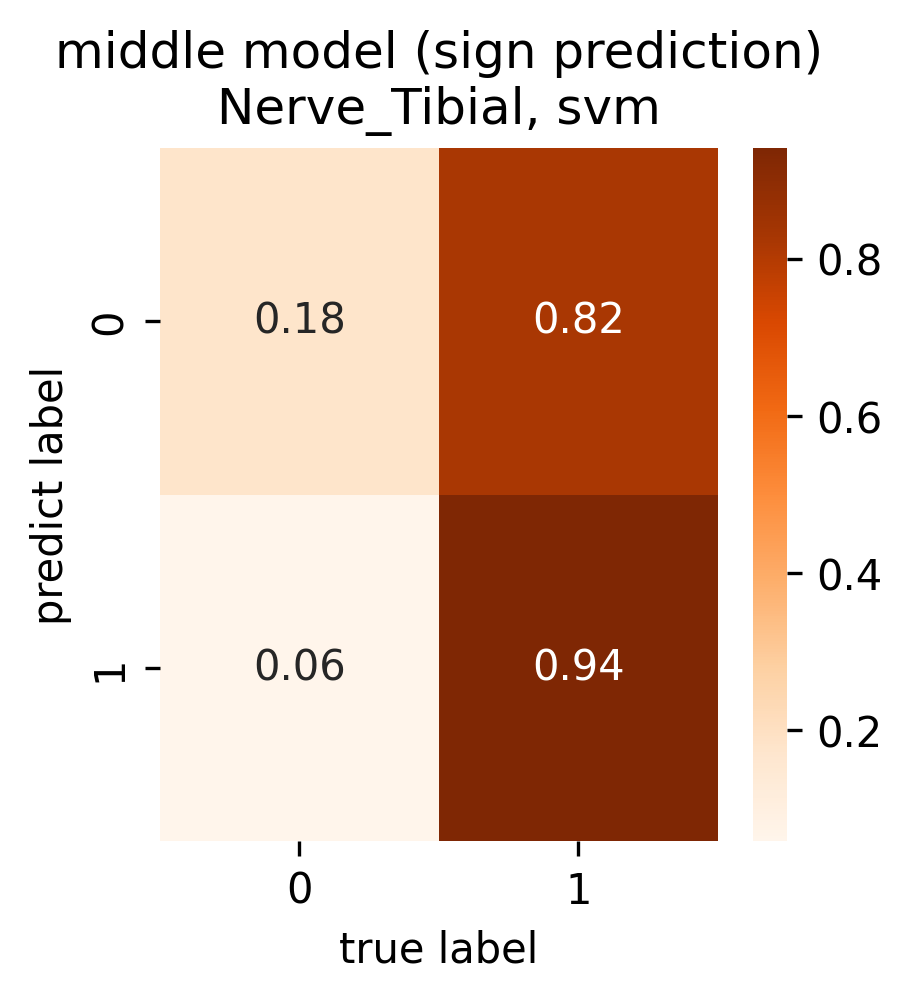 middle model (sign prediction)
Nerve_Tibial, svm
predict label
0
1
0.18 0.82
0.06 0.94
0 1
true label
0.8
0.6
0.4
0.2